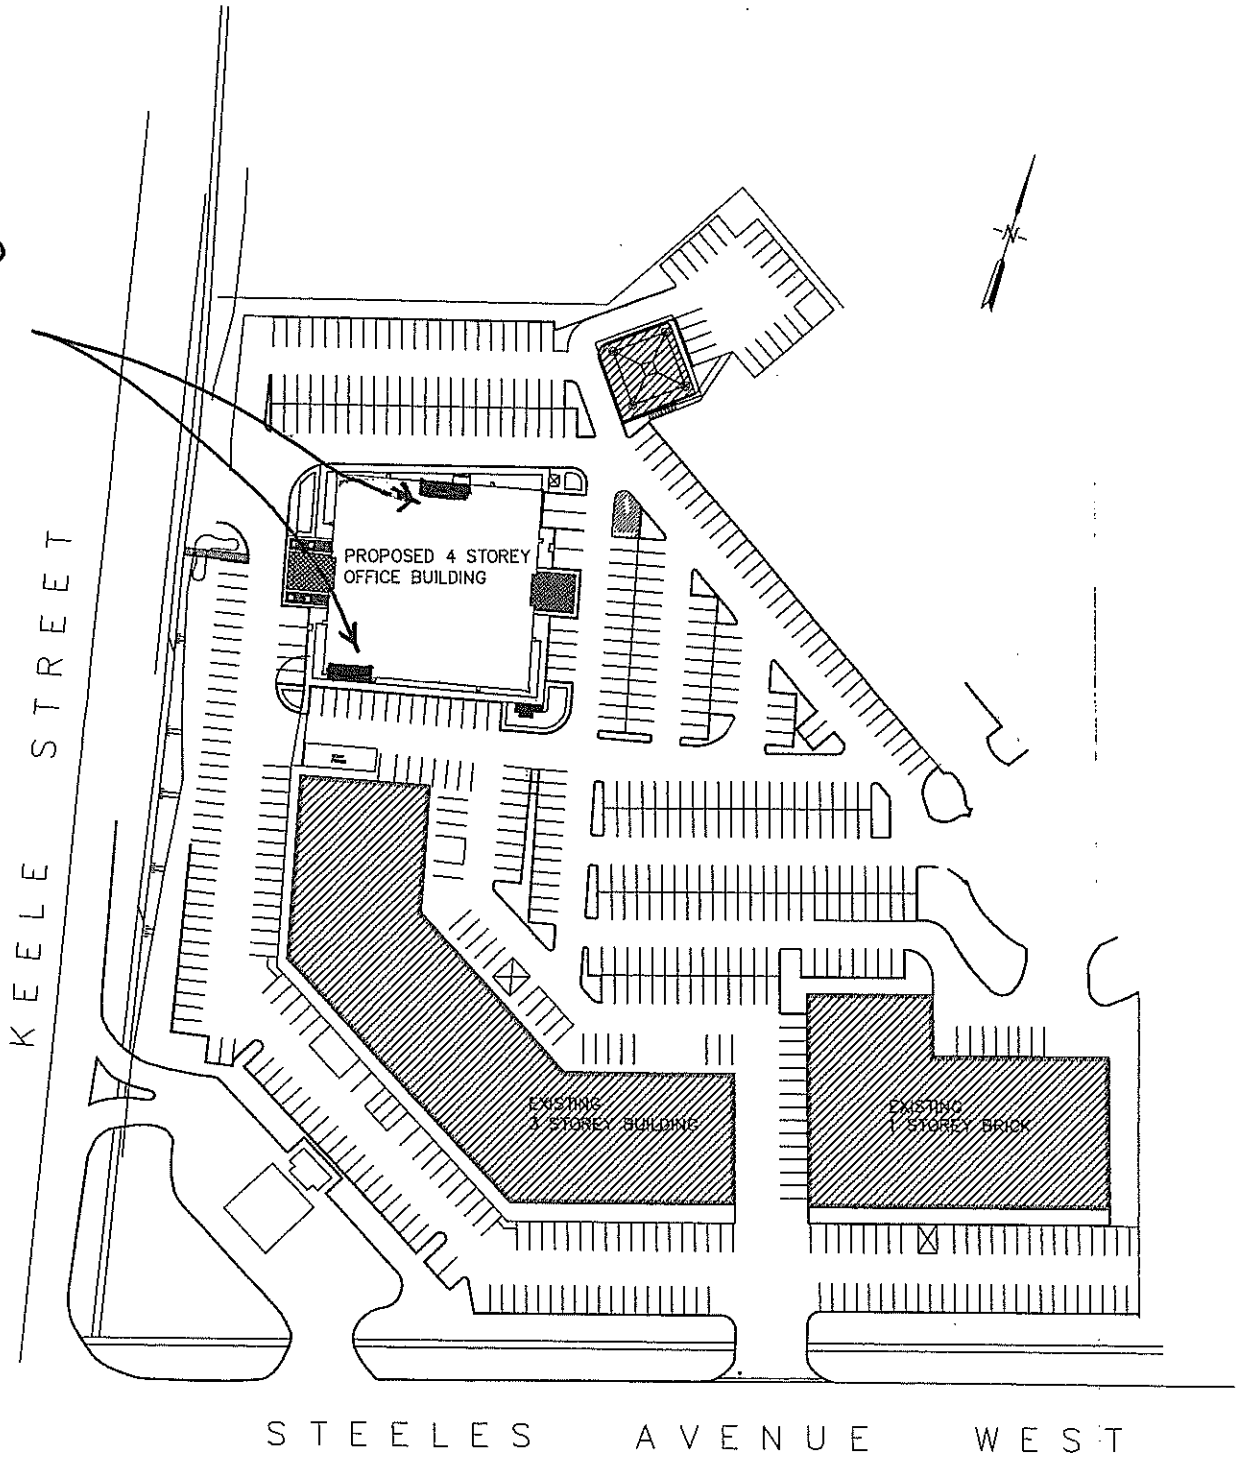 N
PROPOSED 4 STOREY
OFFICE BUILDING
KEELE STREET
EXISTING
3 STOREY BUILDING
EXISTING
1 STOREY BRICK
STEELES AVENUE WEST